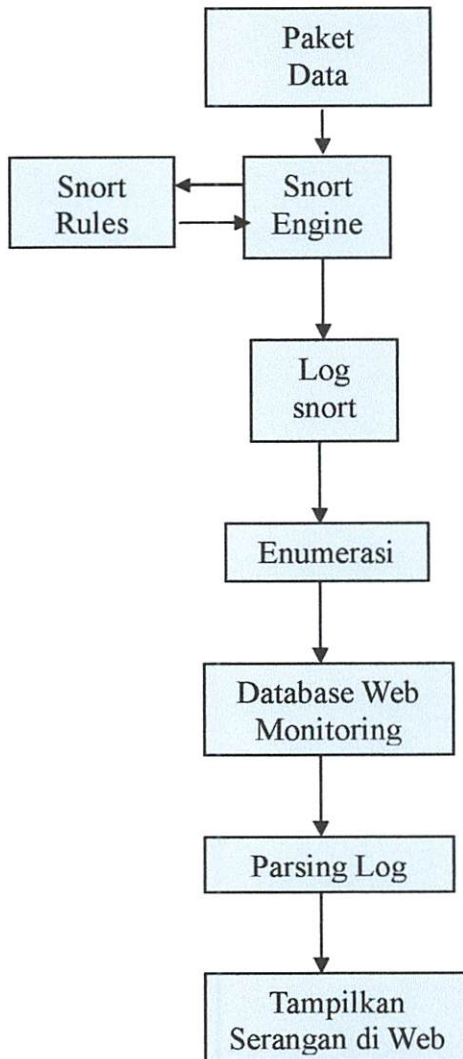 Paket
Data
Snort
Rules
Snort
Engine
Log
snort
Enumerasi
Database Web
Monitoring
Parsing Log
Tampilkan
Serangan di Web